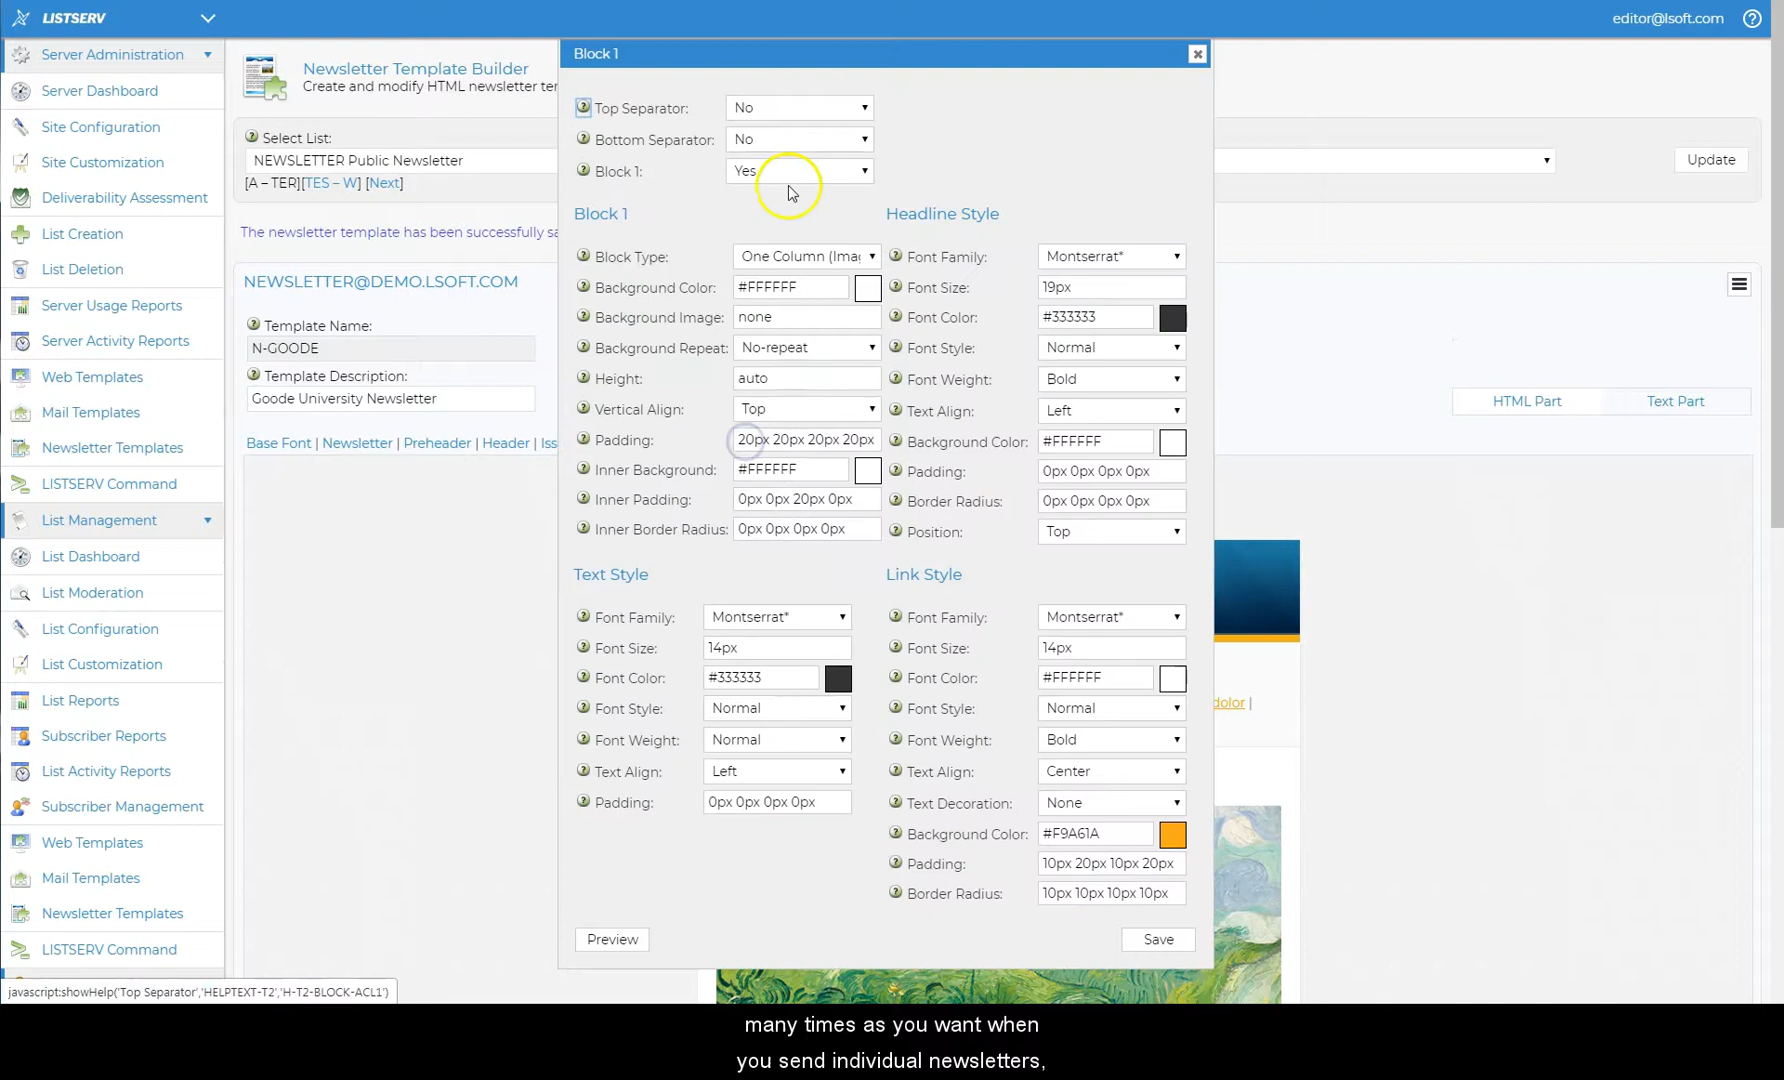 LISTSERV
editor@lsoft.com
Server Administration
Server Dashboard
Site Configuration
Site Customization
Deliverability Assessment
List Creation
List Deletion
Server Usage Reports
Server Activity Reports
Web Templates
Mail Templates
Newsletter Templates
LISTSERV Command
List Management
List Dashboard
List Moderation
List Configuration
List Customization
List Reports
Subscriber Reports
List Activity Reports
Subscriber Management
Web Templates
Mail Templates
Newsletter Templates
LISTSERV Command
javascript:showHelp('Top Separator','HELPTEXT-T2','H-T2-BLOCK-ACL1')
Newsletter Template Builder
Create and modify HTML newsletter ter
Select List:
NEWSLETTER Public Newsletter
[A – TER][TES – W] [Next]
Update
The newsletter template has been successfully sa
NEWSLETTER@DEMO.LSOFT.COM
Template Name:
N-GOODE
Template Description:
Goode University Newsletter
HTML Part
Text Part
Base Font | Newsletter | Preheader | Header | Iss
Block 1
Top Separator: No
Bottom Separator: No
Block 1: Yes
Block 1
Block Type: One Column (Imag
Background Color: #FFFFFF
Background Image: none
Background Repeat: No-repeat
Height: auto
Vertical Align: Top
Padding: 20px 20px 20px 20px
Inner Background: #FFFFFF
Inner Padding: 0px 0px 20px 0px
Inner Border Radius: 0px 0px 0px 0px
Headline Style
Font Family: Montserrat*
Font Size: 19px
Font Color: #333333
Font Style: Normal
Font Weight: Bold
Text Align: Left
Background Color: #FFFFFF
Padding: 0px 0px 0px 0px
Border Radius: 0px 0px 0px 0px
Position: Top
Text Style
Font Family: Montserrat*
Font Size: 14px
Font Color: #333333
Font Style: Normal
Font Weight: Normal
Text Align: Left
Padding: 0px 0px 0px 0px
Link Style
Font Family: Montserrat*
Font Size: 14px
Font Color: #FFFFFF
Font Style: Normal
Font Weight: Bold
Text Align: Center
Text Decoration: None
Background Color: #F9A61A
Padding: 10px 20px 10px 20px
Border Radius: 10px 10px 10px 10px
Preview
Save
dolor |
many times as you want when
you send individual newsletters,